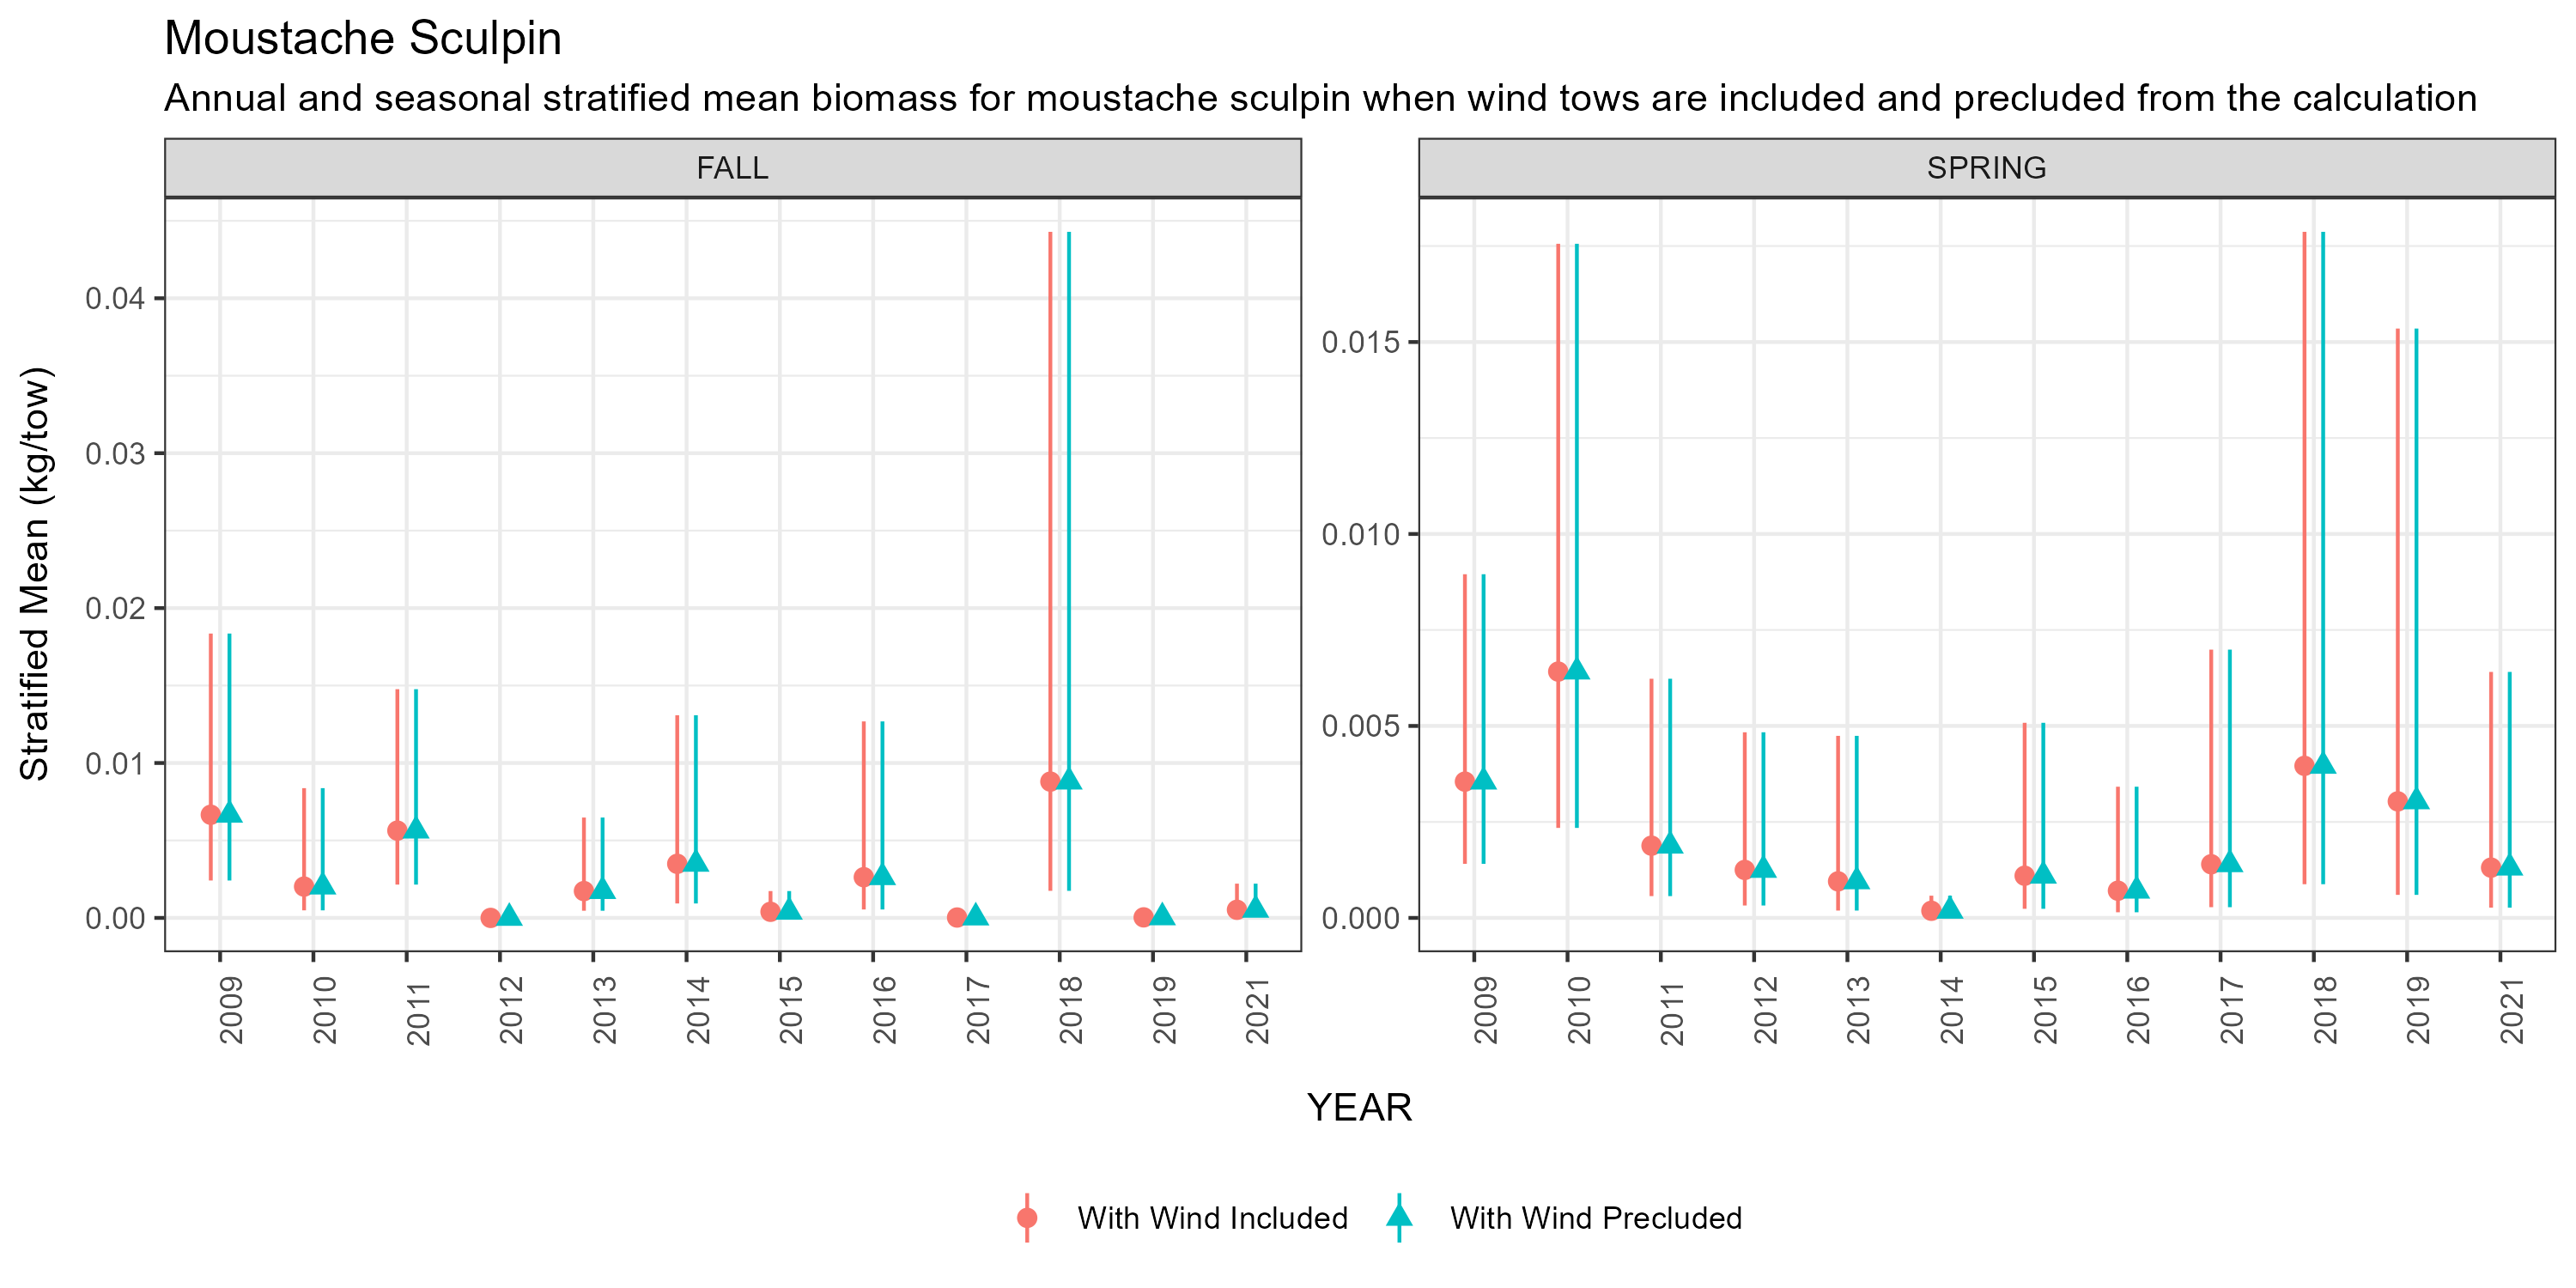 Moustache Sculpin
Annual and seasonal stratified mean biomass for moustache sculpin when wind tows are included and precluded from the calculation
FALL
SPRING
Stratified Mean (kg/tow)
0.04
0.03
0.02
0.01
0.00
0.015
0.010
0.005
0.000
2009 2010 2011 2012 2013 2014 2015 2016 2017 2018 2019 2021
2009 2010 2011 2012 2013 2014 2015 2016 2017 2018 2019 2021
YEAR
With Wind Included
With Wind Precluded